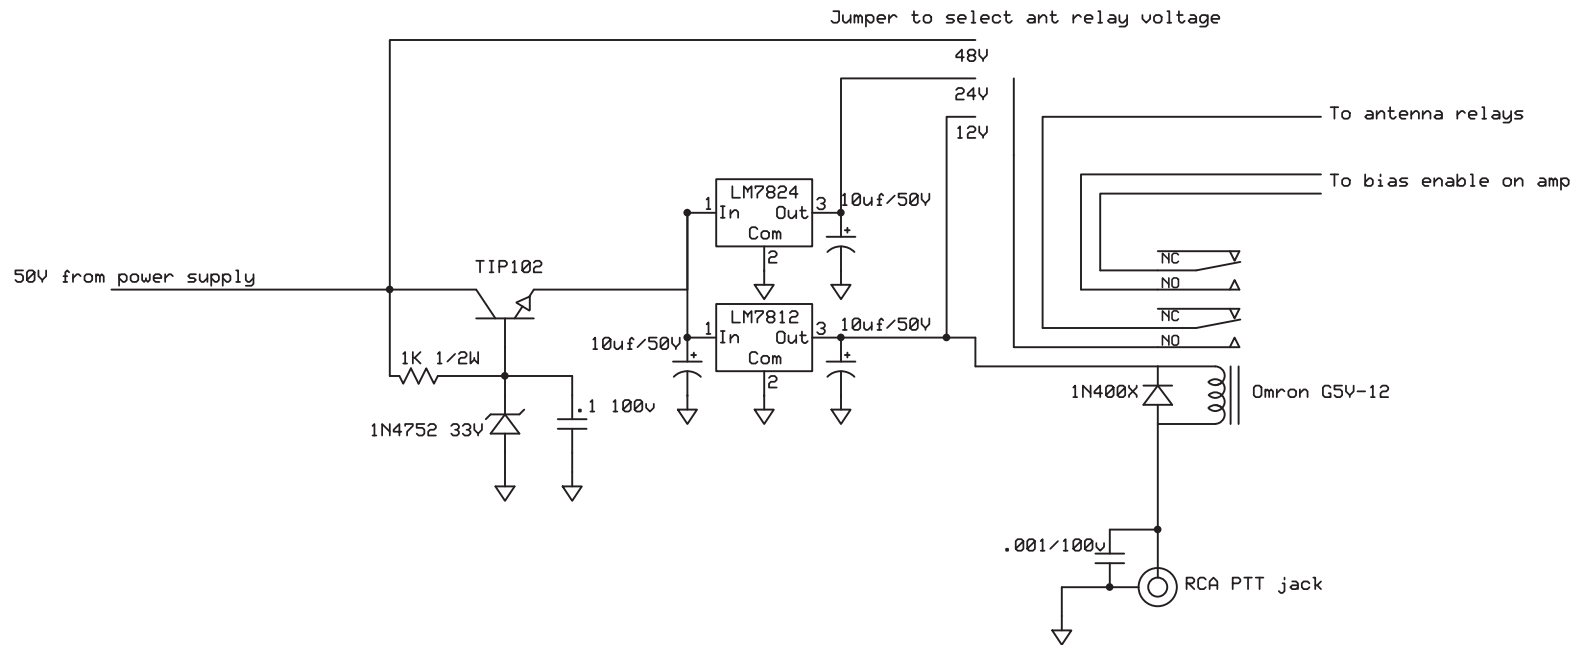 Jumper to select ant relay voltage
48V
24V
12V
To antenna relays
To bias enable on amp
LM7824
1 In Out 3
Com
2
10uf/50V
NC
NO
NC
NO
50V from power supply
TIP102
LM7812
1 In Out 3
Com
2
10uf/50V
10uf/50V
1K 1/2W
.1 100v
1N4752 33V
1N400X
Omron G5V-12
.001/100v
RCA PTT jack